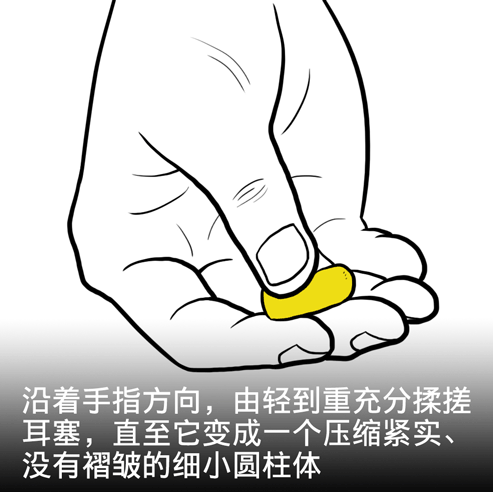 沿着手指方向，由轻到重充分揉搓
耳塞，直至它变成一个压缩紧实、
没有褶皱的细小圆柱体